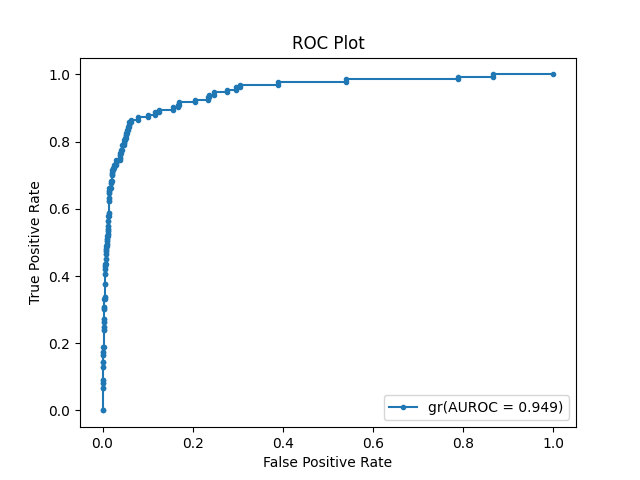 ROC Plot
True Positive Rate
1.0
0.8
0.6
0.4
0.2
0.0
0.0 0.2 0.4 0.6 0.8 1.0
False Positive Rate
gr(AUROC = 0.949)